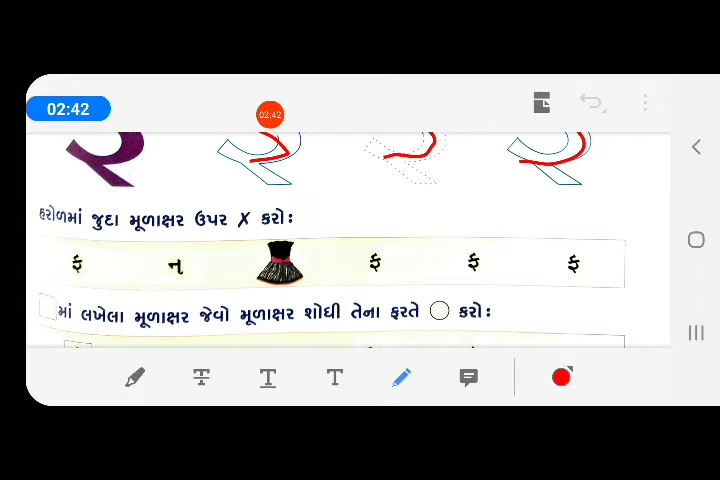 02:42
02:42
ર ર ર ર
હરોળમાં જુદા મૂળાક્ષર ઉપર ✗ કરો :
ફ ન ફ ફ ફ
માં લખેલા મૂળાક્ષર જેવો મૂળાક્ષર શોધી તેના ફરતે ◯ કરો :